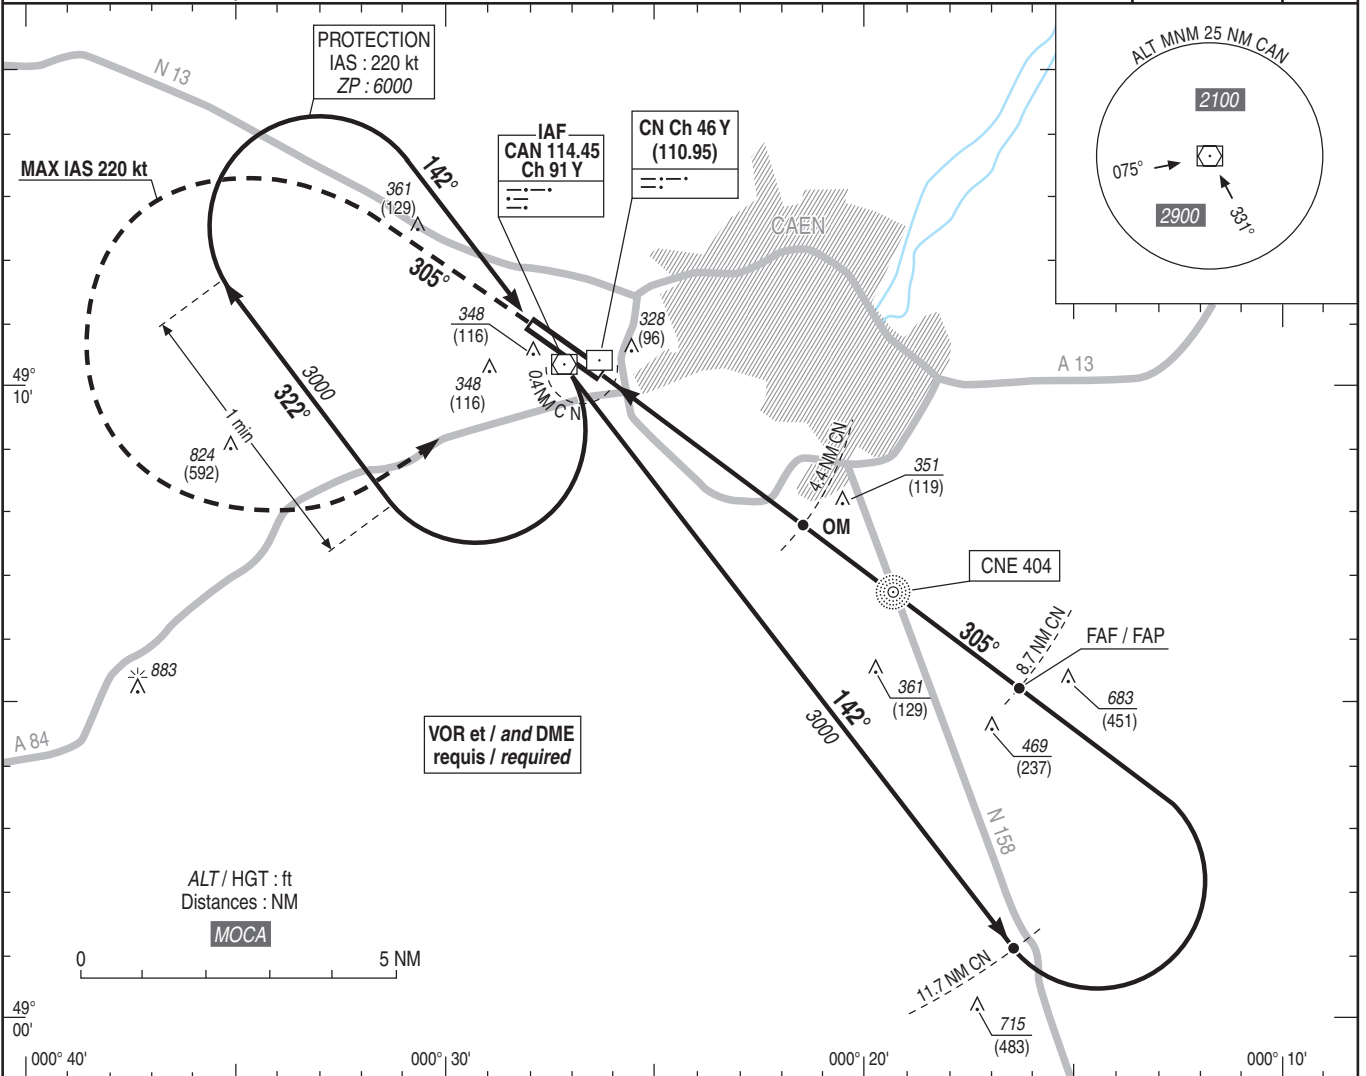 PROTECTION
IAS : 220 kt
ZP : 6000
N 13
MAX IAS 220 kt
IAF
CAN 114.45
Ch 91 Y
CN Ch 46 Y
(110.95)
ALT MNM 25 NM CAN
2100
075°
2900
331°
142°
361
(129)
CAEN
305°
348
(116)
328
(96)
348
(116)
0.4 NM CN
A 13
49°
10'
3000
322°
1 min
824
(592)
4.4 NM CN
351
(119)
OM
CNE 404
305°
8.7 NM CN
FAF / FAP
883
361
(129)
683
(451)
142°
3000
469
(237)
A 84
VOR et / and DME
requis / required
N 158
ALT / HGT : ft
Distances : NM
MOCA
0 5 NM
11.7 NM CN
715
(483)
49°
00'
000° 40' 000° 30' 000° 20' 000° 10'